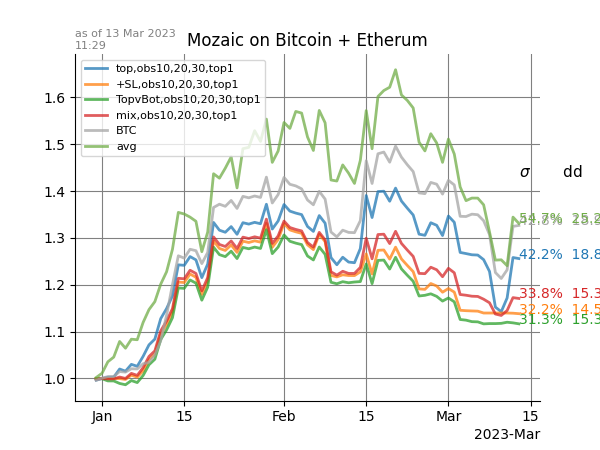 as of 13 Mar 2023
11:29
Mozaic on Bitcoin + Etherum
top,obs10,20,30,top1
+SL,obs10,20,30,top1
TopvBot,obs10,20,30,top1
mix,obs10,20,30,top1
BTC
avg
1.6
1.5
1.4
1.3
1.2
1.1
1.0
σ dd
42.2% 18.8
33.8% 15.3
32.2% 14.5
31.3% 15.3
Jan 15 Feb 15 Mar 15
2023-Mar